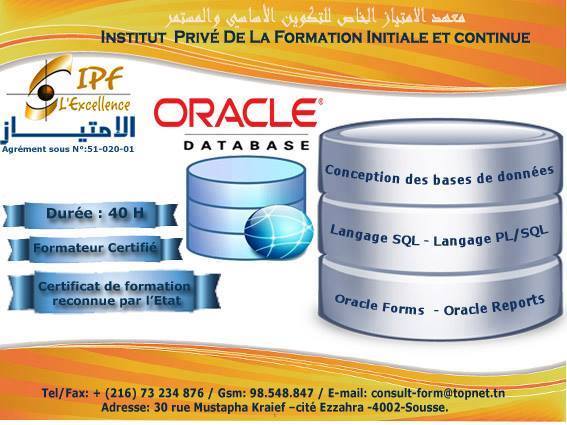 معهد الامتياز الخاص للتكوين الأساسي والمستمر
INSTITUT PRIVÉ DE LA FORMATION INITIALE ET CONTINUE
IPF
L'Excellence
الامتياز
Agrément sous N°:51-020-01
ORACLE®
DATABASE
Conception des bases de données
Langage SQL - Langage PL/SQL
Oracle Forms - Oracle Reports
Durée : 40 H
Formateur Certifié
Certificat de formation
reconnue par l'Etat
Tel/Fax: + (216) 73 234 876 / Gsm: 98.548.847 / E-mail: consult-form@topnet.tn
Adresse: 30 rue Mustapha Kraief –cité Ezzahra -4002-Sousse.